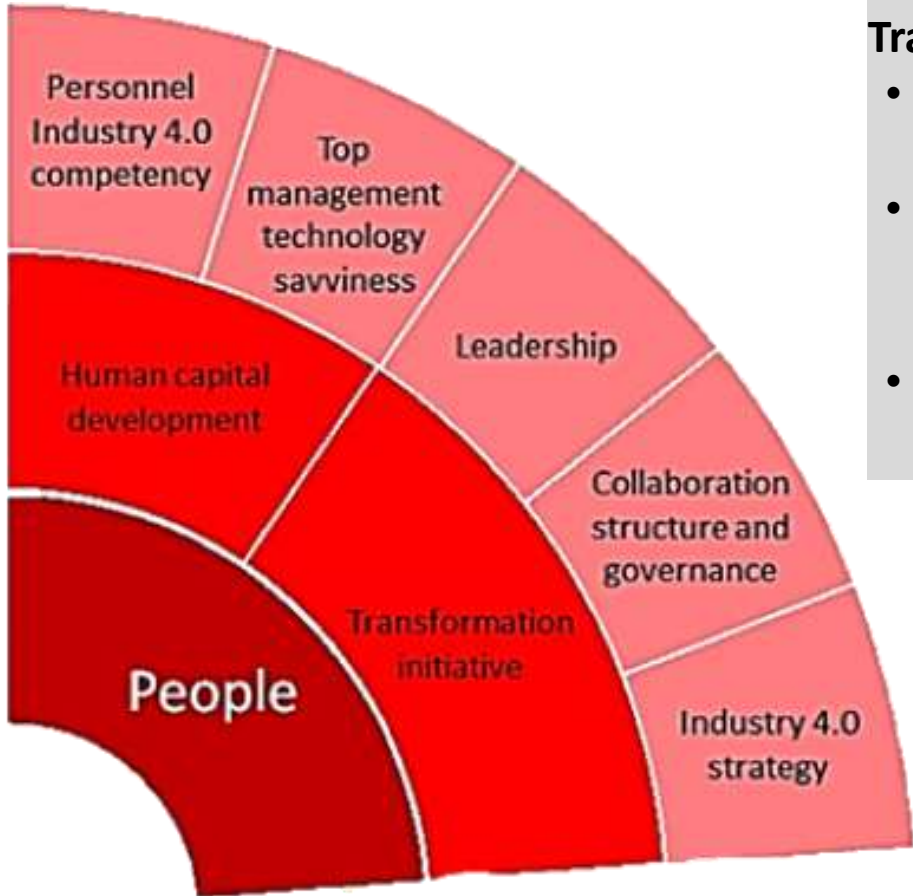 Personnel
Industry 4.0
competency
Top
management
technology
savviness
Leadership
Collaboration
structure and
governance
Industry 4.0
strategy
Human capital
development
Transformation
initiative
People
Tra
•
•
•